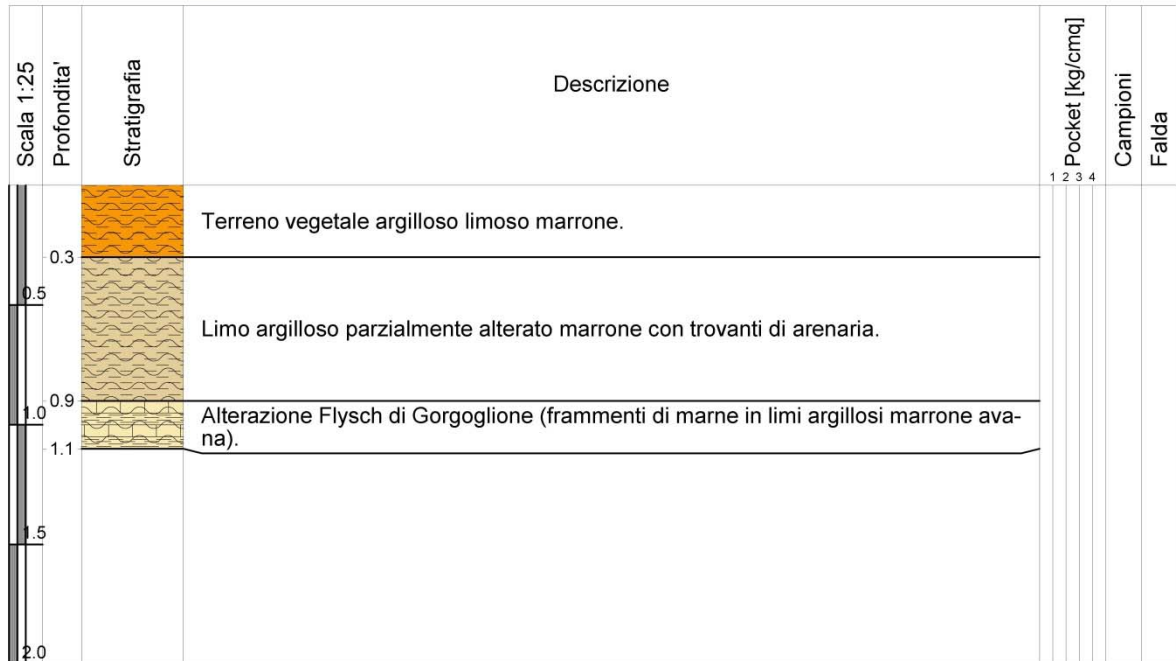 Scala 1:25
Profondita'
Stratigrafia
Descrizione
Pocket [kg/cmq]
1 2 3 4
Campioni
Falda
Terreno vegetale argilloso limoso marrone.
0.3
0.5
Limo argilloso parzialmente alterato marrone con trovanti di arenaria.
0.9
1.0
Alterazione Flysch di Gorgoglione (frammenti di marne in limi argillosi marrone ava-
na).
1.1
1.5
2.0